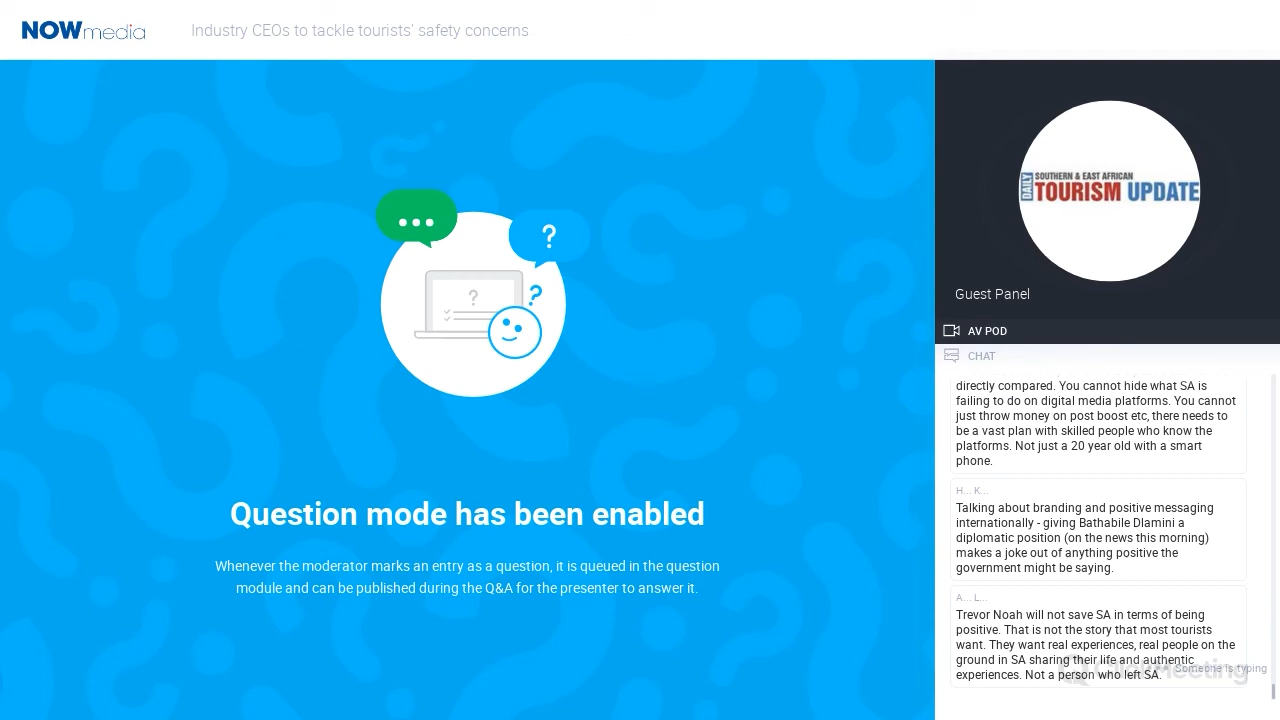 NOWmedia
Industry CEOs to tackle tourists' safety concerns
?
?
?
Question mode has been enabled
Whenever the moderator marks an entry as a question, it is queued in the question
module and can be published during the Q&A for the presenter to answer it.
DAILY
SOUTHERN & EAST AFRICAN
TOURISM UPDATE
Guest Panel
AV POD
CHAT
directly compared. You cannot hide what SA is
failing to do on digital media platforms. You cannot
just throw money on post boost etc, there needs to
be a vast plan with skilled people who know the
platforms. Not just a 20 year old with a smart
phone.
H... K...
Talking about branding and positive messaging
internationally - giving Bathabile Dlamini a
diplomatic position (on the news this morning)
makes a joke out of anything positive the
government might be saying.
A... L...
Trevor Noah will not save SA in terms of being
positive. That is not the story that most tourists
want. They want real experiences, real people on the
ground in SA sharing their life and authentic
experiences. Not a person who left SA.
Someone is typing
ClickMeeting